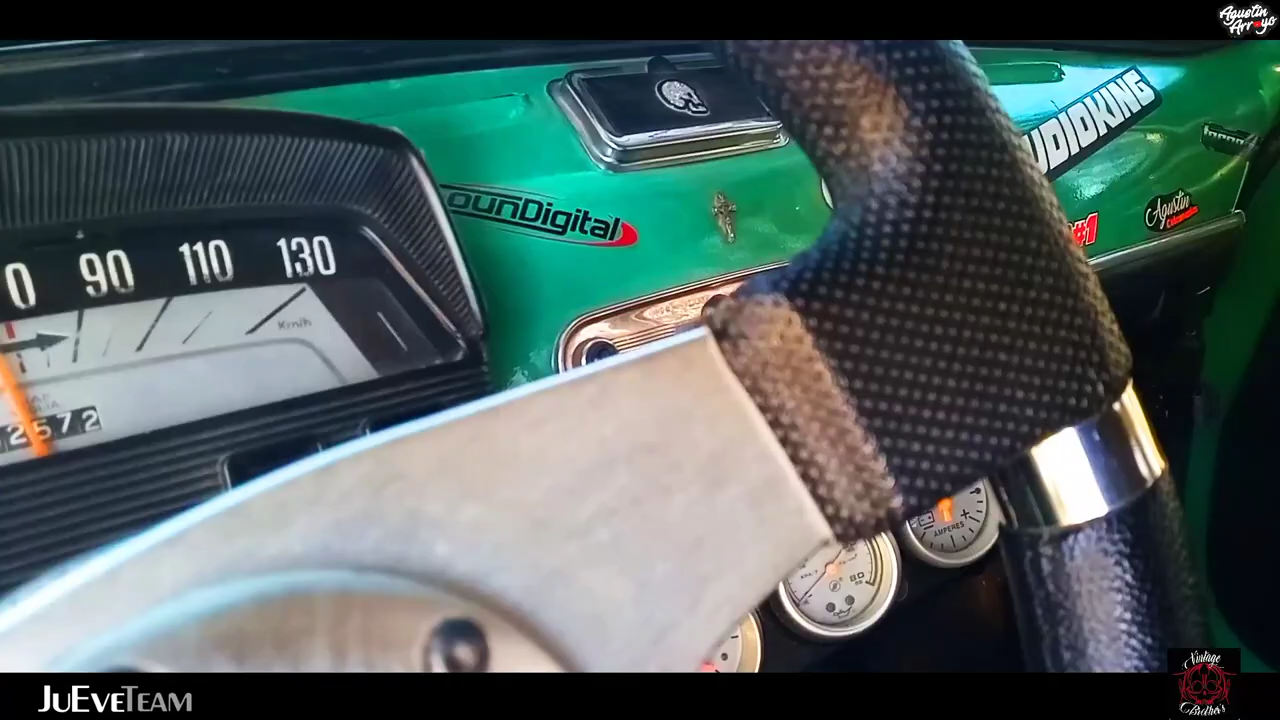 Agustin
Arroyo
UDIOKING
ounDigital
Agustin
#1
0 90 110 130
Km/h
2572
AMPERES
80
JUEVETEAM
Vintage
Brothers